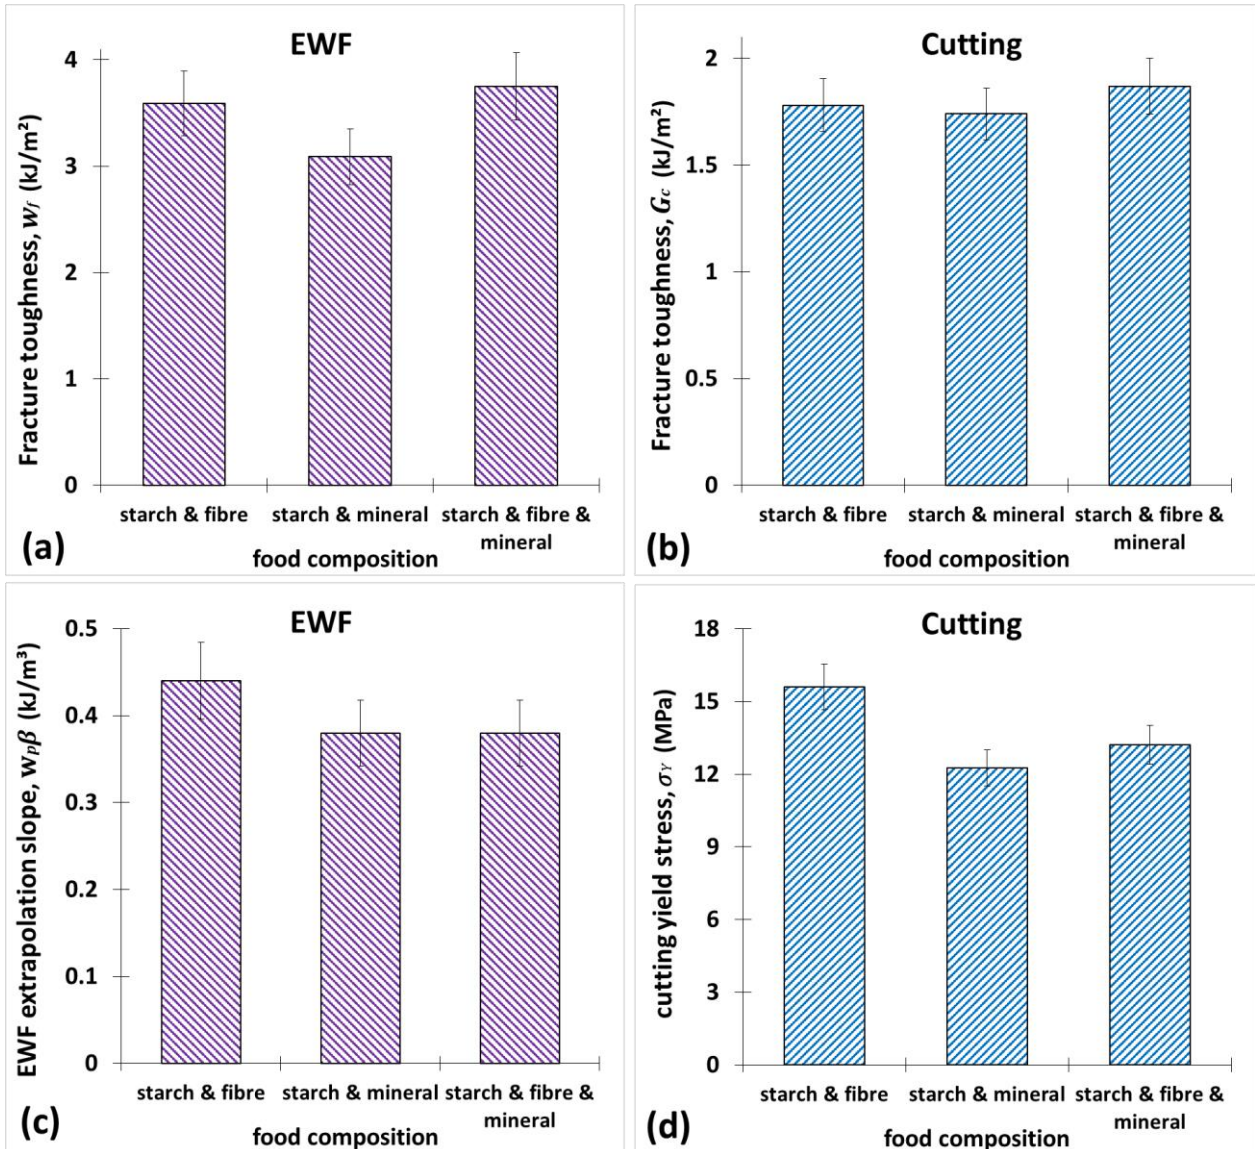 EWF
Fracture toughness, w_f (kJ/m²)
4
3
2
1
0
starch & fibre
starch & mineral
starch & fibre &
mineral
food composition
(a)
Cutting
Fracture toughness, G_c (kJ/m²)
2
1.5
1
0.5
0
starch & fibre
starch & mineral
starch & fibre &
mineral
food composition
(b)
EWF
EWF extrapolation slope, w_pβ (kJ/m³)
0.5
0.4
0.3
0.2
0.1
0
starch & fibre
starch & mineral
starch & fibre &
mineral
food composition
(c)
Cutting
cutting yield stress, σ_Y (MPa)
18
15
12
9
6
3
0
starch & fibre
starch & mineral
starch & fibre &
mineral
food composition
(d)